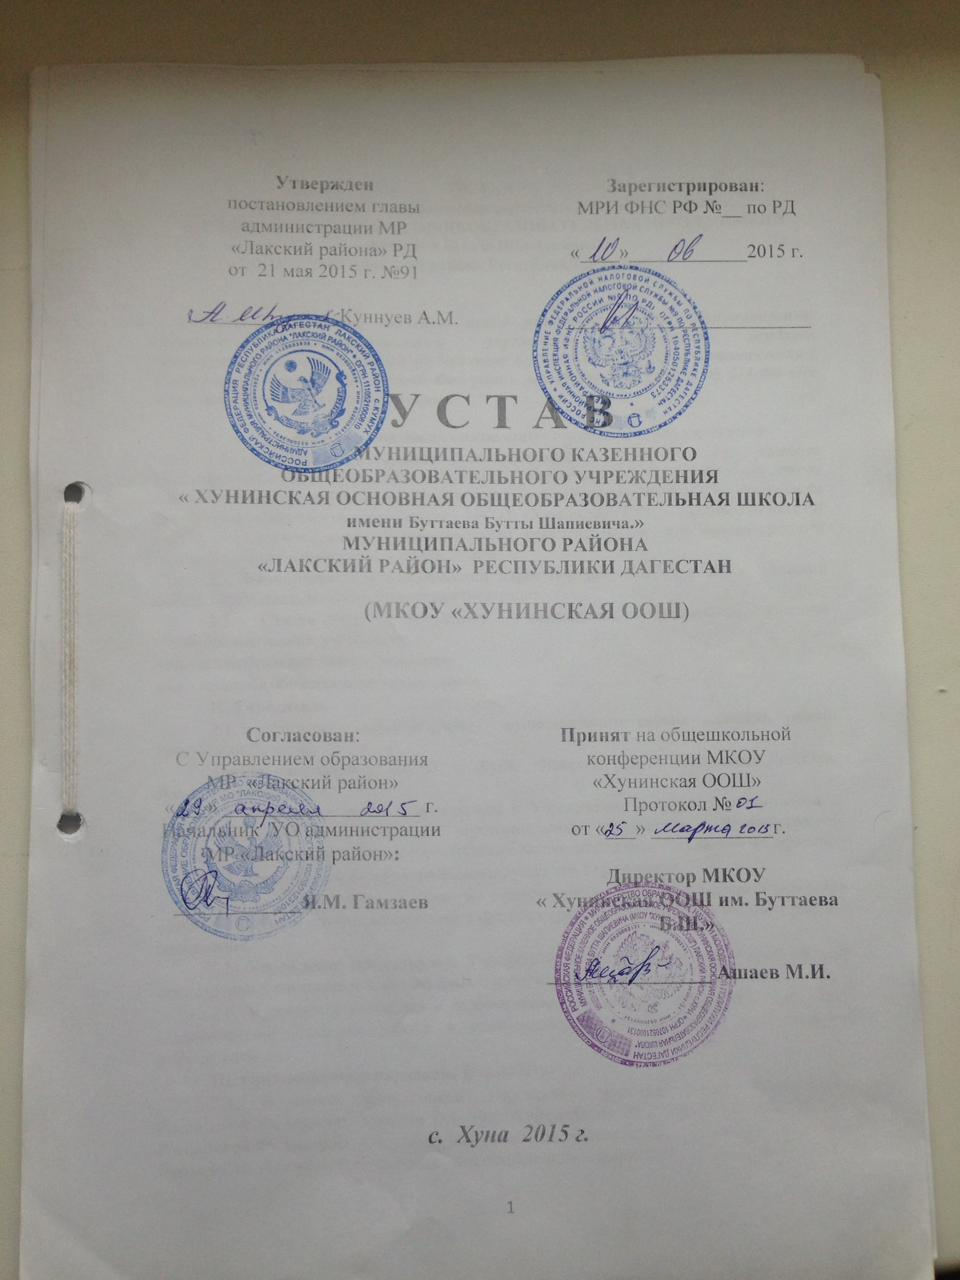 Утвержден
постановлением главы
администрации МР
«Лакский района» РД
от 21 мая 2015 г. №91
Куннуев А.М.
Зарегистрирован:
МРИ ФНС РФ №__ по РД
«10» 06 2015 г.
У С Т А В
МУНИЦИПАЛЬНОГО КАЗЕННОГО
ОБЩЕОБРАЗОВАТЕЛЬНОГО УЧРЕЖДЕНИЯ
« ХУНИНСКАЯ ОСНОВНАЯ ОБЩЕОБРАЗОВАТЕЛЬНАЯ ШКОЛА
имени Буттаева Бутты Шапиевича.»
МУНИЦИПАЛЬНОГО РАЙОНА
«ЛАКСКИЙ РАЙОН» РЕСПУБЛИКИ ДАГЕСТАН
(МКОУ «ХУНИНСКАЯ ООШ)
Согласован:
С Управлением образования
МР «Лакский район»
«29» апреля 2015 г.
Начальник УО администрации
МР «Лакский район»:
Я.М. Гамзаев
Принят на общешкольной
конференции МКОУ
«Хунинская ООШ»
Протокол № 01
от «25» марта 2015г.
Директор МКОУ
« Хунинская ООШ им. Буттаева
Б.Ш.»
Ашаев М.И.
с. Хуна 2015 г.
1